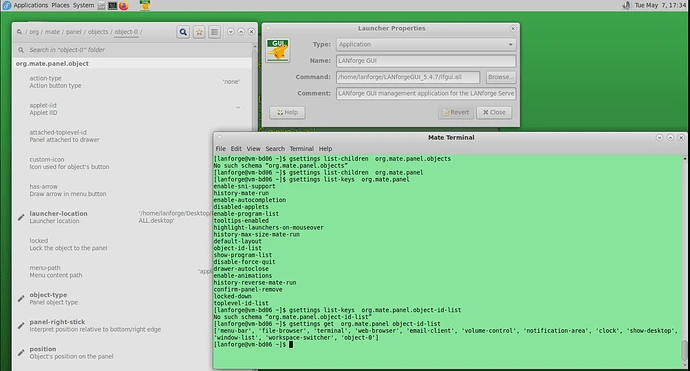 Applications Places System
Tue May 7, 17:34
/ org / mate / panel / objects / object-0 /
Search in "object-0" folder
org.mate.panel.object
action-type
Action button type
'none'
applet-iid
Applet IID
''
attached-toplevel-id
Panel attached to drawer
custom-icon
Icon used for object's button
has-arrow
Draw arrow in menu button
launcher-location
Launcher location
'/home/lanforge/Desktop/
ALL.desktop'
locked
Lock the object to the panel
menu-path
Menu content path
object-type
Panel object type
panel-right-stick
Interpret position relative to bottom/right edge
position
Object's position on the panel
Launcher Properties
Type: Application
Name: LANforge GUI
Command: /home/lanforge/LANforgeGUI_5.4.7/lfgui.ali Browse...
Comment: LANforge GUI management application for the LANforge Serve
Help Revert Close
Mate Terminal
File Edit View Search Terminal Help
[lanforge@vm-bd06 ~]$ gsettings list-children org.mate.panel.objects
No such schema “org.mate.panel.objects”
[lanforge@vm-bd06 ~]$ gsettings list-children org.mate.panel
[lanforge@vm-bd06 ~]$ gsettings list-keys org.mate.panel
enable-sni-support
history-mate-run
enable-autocompletion
disabled-applets
enable-program-list
tooltips-enabled
highlight-launchers-on-mouseover
history-max-size-mate-run
default-layout
object-id-list
show-program-list
disable-force-quit
drawer-autoclose
enable-animations
history-reverse-mate-run
confirm-panel-remove
locked-down
toplevel-id-list
[lanforge@vm-bd06 ~]$ gsettings list-keys org.mate.panel.object-id-list
No such schema “org.mate.panel.object-id-list”
[lanforge@vm-bd06 ~]$ gsettings get org.mate.panel object-id-list
['menu-bar', 'file-browser', 'terminal', 'web-browser', 'email-client', 'volume-control', 'notification-area', 'clock', 'show-desktop',
'window-list', 'workspace-switcher', 'object-0']
[lanforge@vm-bd06 ~]$